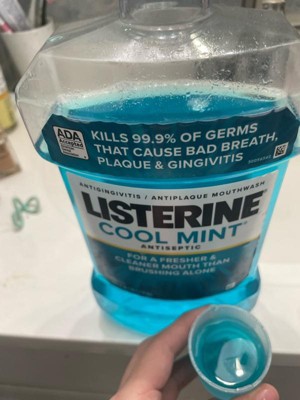 ADA
Accepted
KILLS 99.9% OF GERMS
THAT CAUSE BAD BREATH,
PLAQUE & GINGIVITIS
ANTIGINGIVITIS / ANTIPLAQUE MOUTHWASH
LISTERINE
COOL MINT
ANTISEPTIC
FOR A FRESHER &
CLEANER MOUTH THAN
BRUSHING ALONE